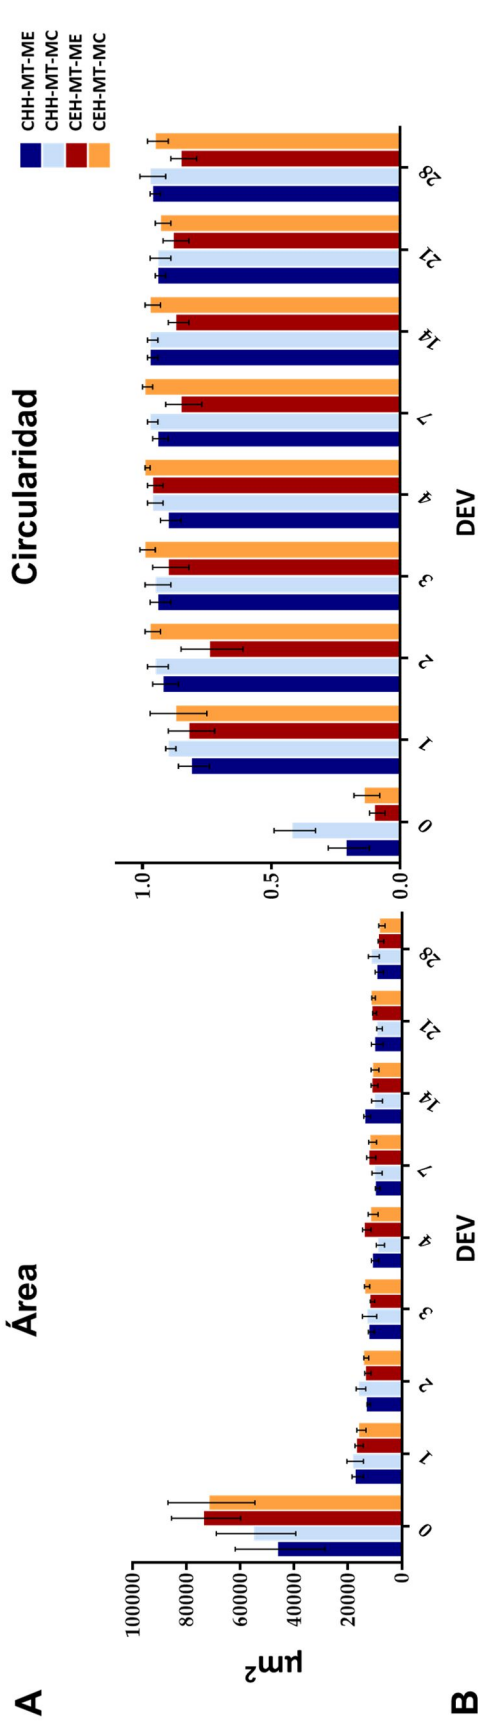 A
Área
Circularidad
CHH-MT-ME
CHH-MT-MC
CEH-MT-ME
CEH-MT-MC
µm²
100000
80000
60000
40000
20000
0
0 1 2 3 4 7 14 21 28
DEV
1.0
0.5
0.0
0 1 2 3 4 7 14 21 28
DEV
B